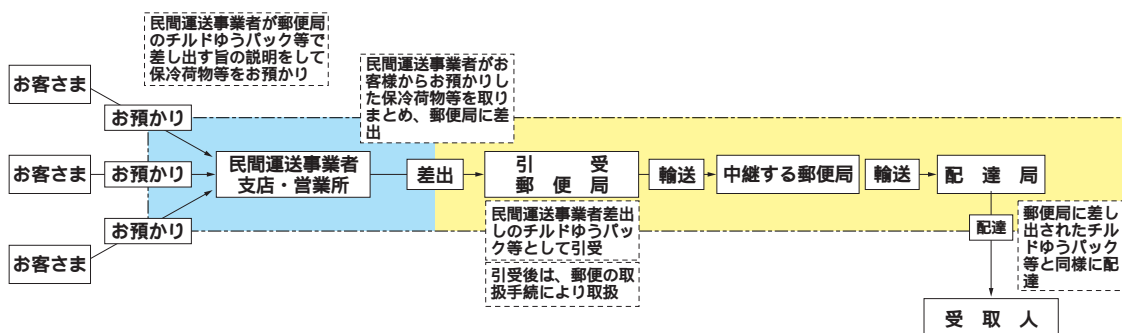 民間運送事業者が郵便局
のチルドゆうパック等で
差し出す旨の説明をして
保冷荷物等をお預かり
民間運送事業者がお
客様からお預かりし
た保冷荷物等を取り
まとめ、郵便局に差
出
お客さま
お預かり
お客さま
お預かり
民間運送事業者
支店・営業所
差出
引受
郵便局
輸送
中継する郵便局
輸送
配達局
お預かり
お客さま
民間運送事業者差出
しのチルドゆうパッ
ク等として引受
引受後は、郵便の取
扱手続により取扱
配達
郵便局に差し
出されたチル
ドゆうパック
等と同様に配
達
受取人